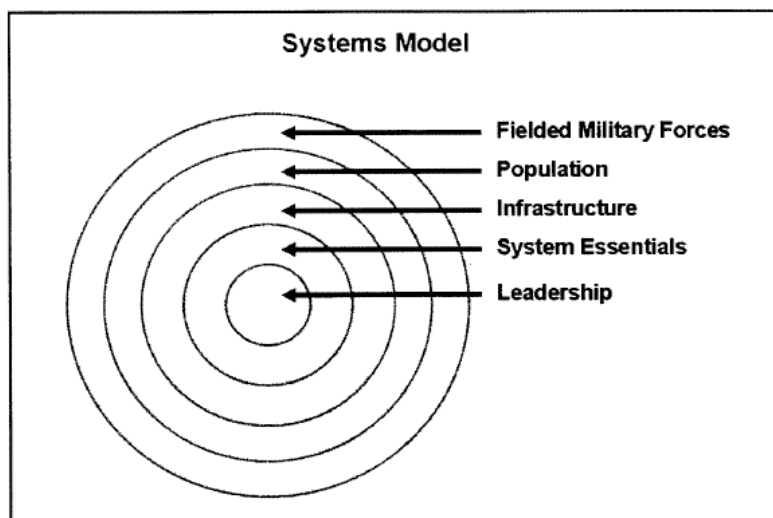 Systems Model
Fielded Military Forces
Population
Infrastructure
System Essentials
Leadership